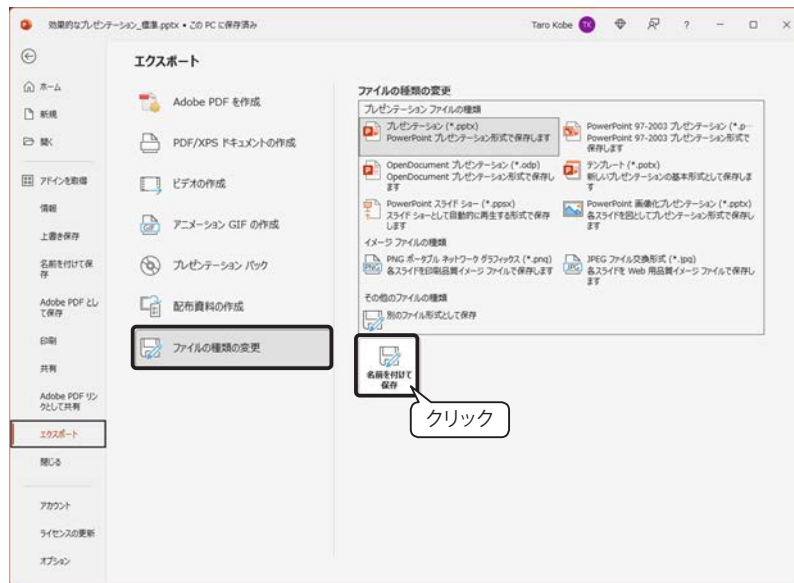 効果的なプレゼンテーション_標準.pptx • この PC に保存済み
Taro Kobe
TK
?
ホーム
新規
開く
アドインを取得
情報
上書き保存
名前を付けて保
存
Adobe PDF とし
て保存
印刷
共有
Adobe PDF リン
クとして共有
エクスポート
閉じる
アカウント
ライセンスの更新
オプション
エクスポート
Adobe PDF を作成
PDF/XPS ドキュメントの作成
ビデオの作成
アニメーション GIF の作成
プレゼンテーション パック
配布資料の作成
ファイルの種類の変更
ファイルの種類の変更
プレゼンテーション ファイルの種類
プレゼンテーション (*.pptx)
PowerPoint プレゼンテーション形式で保存します
PowerPoint 97-2003 プレゼンテーション (*.p…
PowerPoint 97-2003 プレゼンテーション形式で
保存します
OpenDocument プレゼンテーション (*.odp)
OpenDocument プレゼンテーション形式で保存し
ます
テンプレート (*.potx)
新しいプレゼンテーションの基本形式として保存しま
す
PowerPoint スライド ショー (*.ppsx)
スライド ショーとして自動的に再生する形式で保存
します
PowerPoint 画像化プレゼンテーション (*.pptx)
各スライドを図としてプレゼンテーション形式で保存し
ます
イメージ ファイルの種類
PNG ポータブル ネットワーク グラフィックス (*.png)
各スライドを印刷品質イメージ ファイルで保存します
JPEG ファイル交換形式 (*.jpg)
各スライドを Web 用品質イメージ ファイルで保存し
ます
その他のファイルの種類
別のファイル形式として保存
名前を付けて
保存
クリック